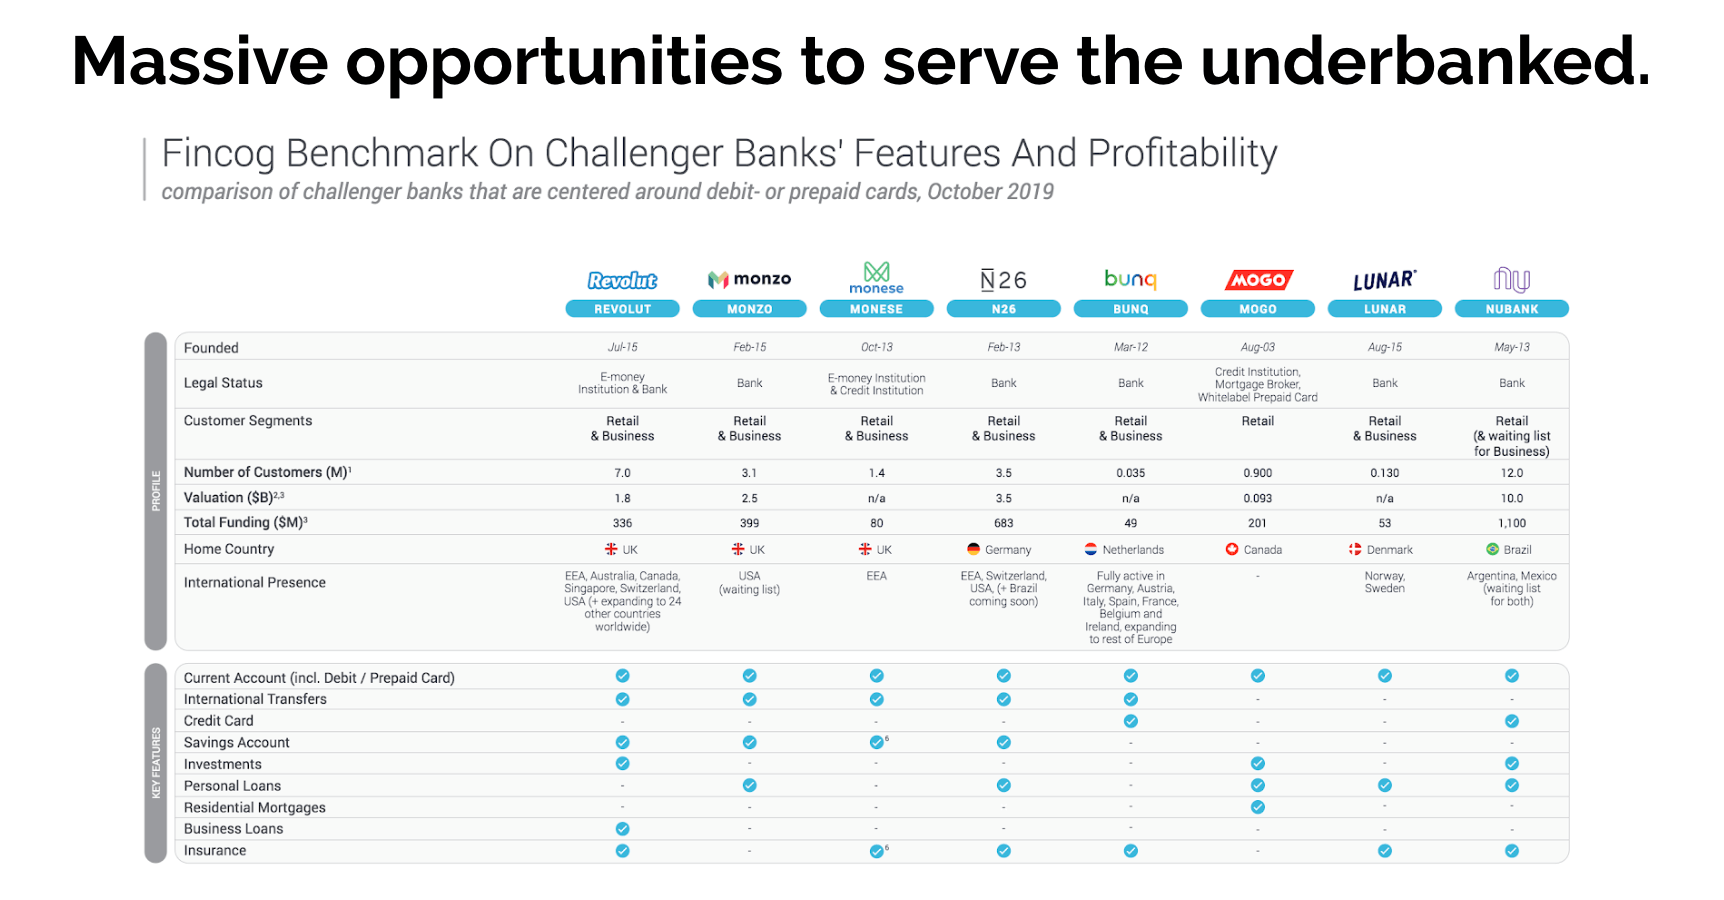 Massive opportunities to serve the underbanked.
Fincog Benchmark On Challenger Banks' Features And Profitability
comparison of challenger banks that are centered around debit- or prepaid cards, October 2019
Revolut monzo monese N26 bunq MOGO LUNAR® nu
REVOLUT MONZO MONESE N26 BUNQ MOGO LUNAR NUBANK
PROFILE
Founded Jul-15 Feb-15 Oct-13 Feb-13 Mar-12 Aug-03 Aug-15 May-13
Legal Status E-money Institution & Bank Bank E-money Institution & Credit Institution Bank Bank Credit Institution, Mortgage Broker, Whitelabel Prepaid Card Bank Bank
Customer Segments Retail & Business Retail & Business Retail & Business Retail & Business Retail & Business Retail Retail & Business Retail (& waiting list for Business)
Number of Customers (M)¹ 7.0 3.1 1.4 3.5 0.035 0.900 0.130 12.0
Valuation ($B)²,³ 1.8 2.5 n/a 3.5 n/a 0.093 n/a 10.0
Total Funding ($M)³ 336 399 80 683 49 201 53 1,100
Home Country UK UK UK Germany Netherlands Canada Denmark Brazil
International Presence EEA, Australia, Canada, Singapore, Switzerland, USA (+ expanding to 24 other countries worldwide) USA (waiting list) EEA EEA, Switzerland, USA, (+ Brazil coming soon) Fully active in Germany, Austria, Italy, Spain, France, Belgium and Ireland, expanding to rest of Europe - Norway, Sweden Argentina, Mexico (waiting list for both)
KEY FEATURES
Current Account (incl. Debit / Prepaid Card)
International Transfers - - -
Credit Card - - - - - -
Savings Account 6 - - - -
Investments - - - - -
Personal Loans - - -
Residential Mortgages - - - - - - -
Business Loans - - - - - - -
Insurance - 6 -